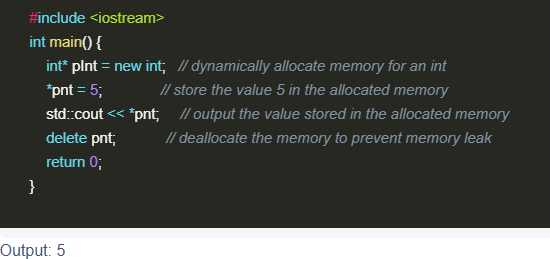 #include <iostream>
int main() {
int* pInt = new int; // dynamically allocate memory for an int
*pnt = 5; // store the value 5 in the allocated memory
std::cout << *pnt; // output the value stored in the allocated memory
delete pnt; // deallocate the memory to prevent memory leak
return 0;
}
Output: 5